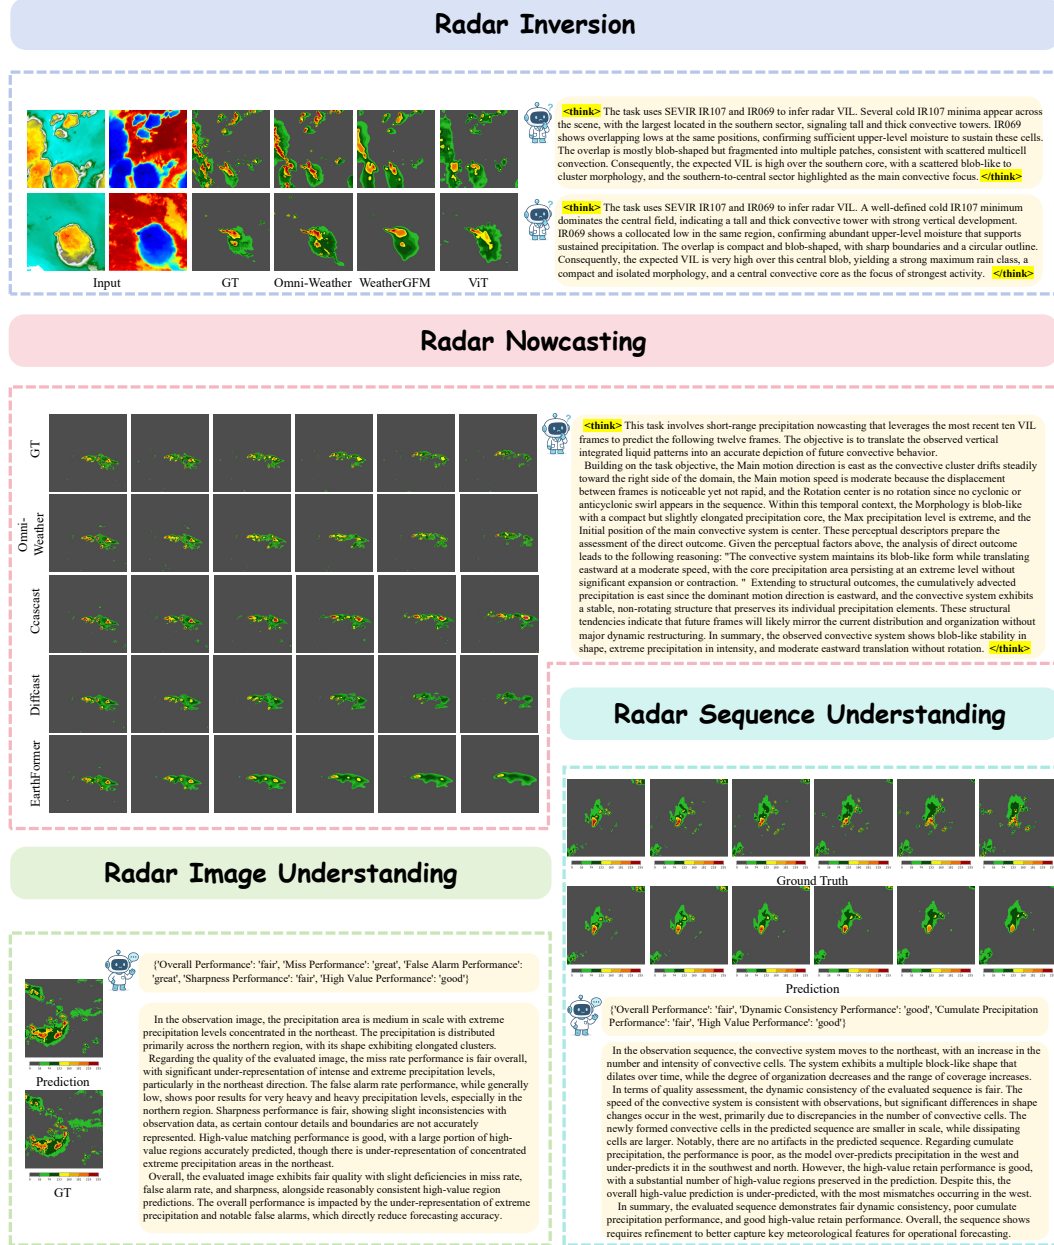 Radar Inversion
<think> The task uses SEVIR IR107 and IR069 to infer radar VIL. Several cold IR107 minima appear across
the scene, with the largest located in the southern sector, signaling tall and thick convective towers. IR069
shows overlapping lows at the same positions, confirming sufficient upper-level moisture to sustain these cells.
The overlap is mostly blob-shaped but fragmented into multiple patches, consistent with scattered multicell
convection. Consequently, the expected VIL is high over the southern core, with a scattered blob-like to
cluster morphology, and the southern-to-central sector highlighted as the main convective focus. </think>
<think> The task uses SEVIR IR107 and IR069 to infer radar VIL. A well-defined cold IR107 minimum
dominates the central field, indicating a tall and thick convective tower with strong vertical development.
IR069 shows a collocated low in the same region, confirming abundant upper-level moisture that supports
sustained precipitation. The overlap is compact and blob-shaped, with sharp boundaries and a circular outline.
Consequently, the expected VIL is very high over this central blob, yielding a strong maximum rain class, a
compact and isolated morphology, and a central convective core as the focus of strongest activity. </think>
Input
GT
Omni-Weather
WeatherGFM
ViT
Radar Nowcasting
GT
Omni-
Weather
Ccascast
Diffcast
EarthFormer
<think> This task involves short-range precipitation nowcasting that leverages the most recent ten VIL
frames to predict the following twelve frames. The objective is to translate the observed vertical
integrated liquid patterns into an accurate depiction of future convective behavior.
Building on the task objective, the Main motion direction is east as the convective cluster drifts steadily
toward the right side of the domain, the Main motion speed is moderate because the displacement
between frames is noticeable yet not rapid, and the Rotation center is no rotation since no cyclonic or
anticyclonic swirl appears in the sequence. Within this temporal context, the Morphology is blob-like
with a compact but slightly elongated precipitation core, the Max precipitation level is extreme, and the
Initial position of the main convective system is center. These perceptual descriptors prepare the
assessment of the direct outcome. Given the perceptual factors above, the analysis of direct outcome
leads to the following reasoning: "The convective system maintains its blob-like form while translating
eastward at a moderate speed, with the core precipitation area persisting at an extreme level without
significant expansion or contraction. " Extending to structural outcomes, the cumulatively advected
precipitation is east since the dominant motion direction is eastward, and the convective system exhibits
a stable, non-rotating structure that preserves its individual precipitation elements. These structural
tendencies indicate that future frames will likely mirror the current distribution and organization without
major dynamic restructuring. In summary, the observed convective system shows blob-like stability in
shape, extreme precipitation in intensity, and moderate eastward translation without rotation. </think>
Radar Sequence Understanding
Ground Truth
Prediction
{'Overall Performance': 'fair', 'Dynamic Consistency Performance': 'good', 'Cumulate Precipitation
Performance': 'fair', 'High Value Performance': 'good'}
In the observation sequence, the convective system moves to the northeast, with an increase in the
number and intensity of convective cells. The system exhibits a multiple block-like shape that
dilates over time, while the degree of organization decreases and the range of coverage increases.
In terms of quality assessment, the dynamic consistency of the evaluated sequence is fair. The
speed of the convective system is consistent with observations, but significant differences in shape
changes occur in the west, primarily due to discrepancies in the number of convective cells. The
newly formed convective cells in the predicted sequence are smaller in scale, while dissipating
cells are larger. Notably, there are no artifacts in the predicted sequence. Regarding cumulate
precipitation, the performance is poor, as the model over-predicts precipitation in the west and
under-predicts it in the southwest and north. However, the high-value retain performance is good,
with a substantial number of high-value regions preserved in the prediction. Despite this, the
overall high-value prediction is under-predicted, with the most mismatches occurring in the west.
In summary, the evaluated sequence demonstrates fair dynamic consistency, poor cumulate
precipitation performance, and good high-value retain performance. Overall, the sequence shows
requires refinement to better capture key meteorological features for operational forecasting.
Radar Image Understanding
Prediction
GT
{'Overall Performance': 'fair', 'Miss Performance': 'great', 'False Alarm Performance':
'great', 'Sharpness Performance': 'fair', 'High Value Performance': 'good'}
In the observation image, the precipitation area is medium in scale with extreme
precipitation levels concentrated in the northeast. The precipitation is distributed
primarily across the northern region, with its shape exhibiting elongated clusters.
Regarding the quality of the evaluated image, the miss rate performance is fair overall,
with significant under-representation of intense and extreme precipitation levels,
particularly in the northeast direction. The false alarm rate performance, while generally
low, shows poor results for very heavy and heavy precipitation levels, especially in the
northern region. Sharpness performance is fair, showing slight inconsistencies with
observation data, as certain contour details and boundaries are not accurately
represented. High-value matching performance is good, with a large portion of high-
value regions accurately predicted, though there is under-representation of concentrated
extreme precipitation areas in the northeast.
Overall, the evaluated image exhibits fair quality with slight deficiencies in miss rate,
false alarm rate, and sharpness, alongside reasonably consistent high-value region
predictions. The overall performance is impacted by the under-representation of extreme
precipitation and notable false alarms, which directly reduce forecasting accuracy.